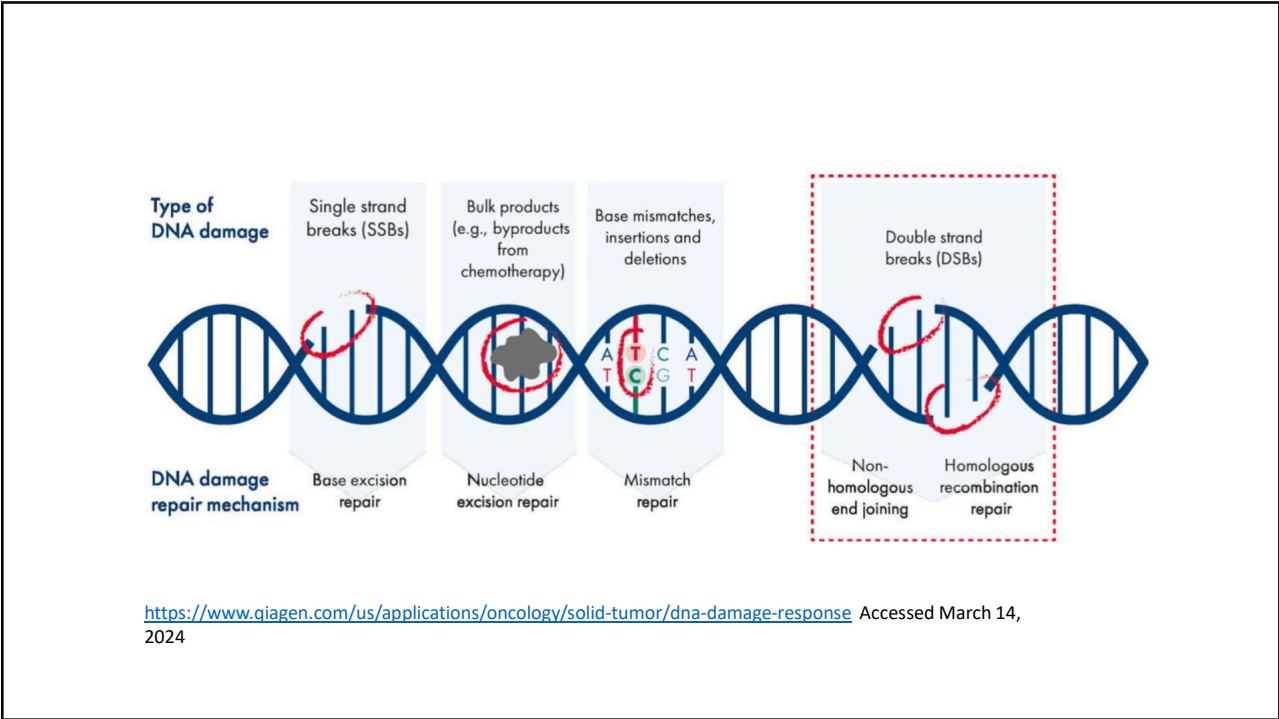 Type of
DNA damage
Single strand
breaks (SSBs)
Bulk products
(e.g., byproducts
from
chemotherapy)
Base mismatches,
insertions and
deletions
Double strand
breaks (DSBs)
A T C A
T C G T
DNA damage
repair mechanism
Base excision
repair
Nucleotide
excision repair
Mismatch
repair
Non-
homologous
end joining
Homologous
recombination
repair
https://www.qiagen.com/us/applications/oncology/solid-tumor/dna-damage-response Accessed March 14,
2024